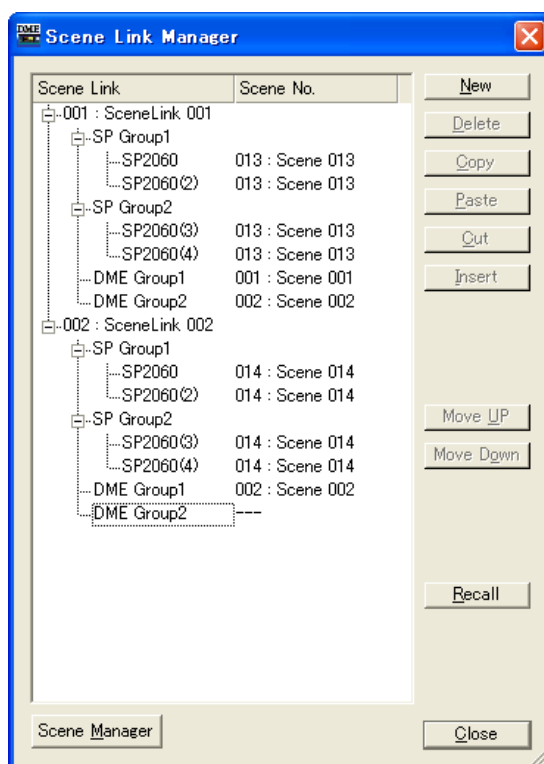 DME Scene Link Manager
Scene Link Scene No. New
001 : SceneLink 001
SP Group1 Delete
SP2060 013 : Scene 013 Copy
SP2060(2) 013 : Scene 013
SP Group2 Paste
SP2060(3) 013 : Scene 013 Cut
SP2060(4) 013 : Scene 013
DME Group1 001 : Scene 001 Insert
DME Group2 002 : Scene 002
002 : SceneLink 002
SP Group1
SP2060 014 : Scene 014
SP2060(2) 014 : Scene 014
SP Group2 Move UP
SP2060(3) 014 : Scene 014
SP2060(4) 014 : Scene 014 Move Down
DME Group1 002 : Scene 002
DME Group2 ---
Recall
Scene Manager Close